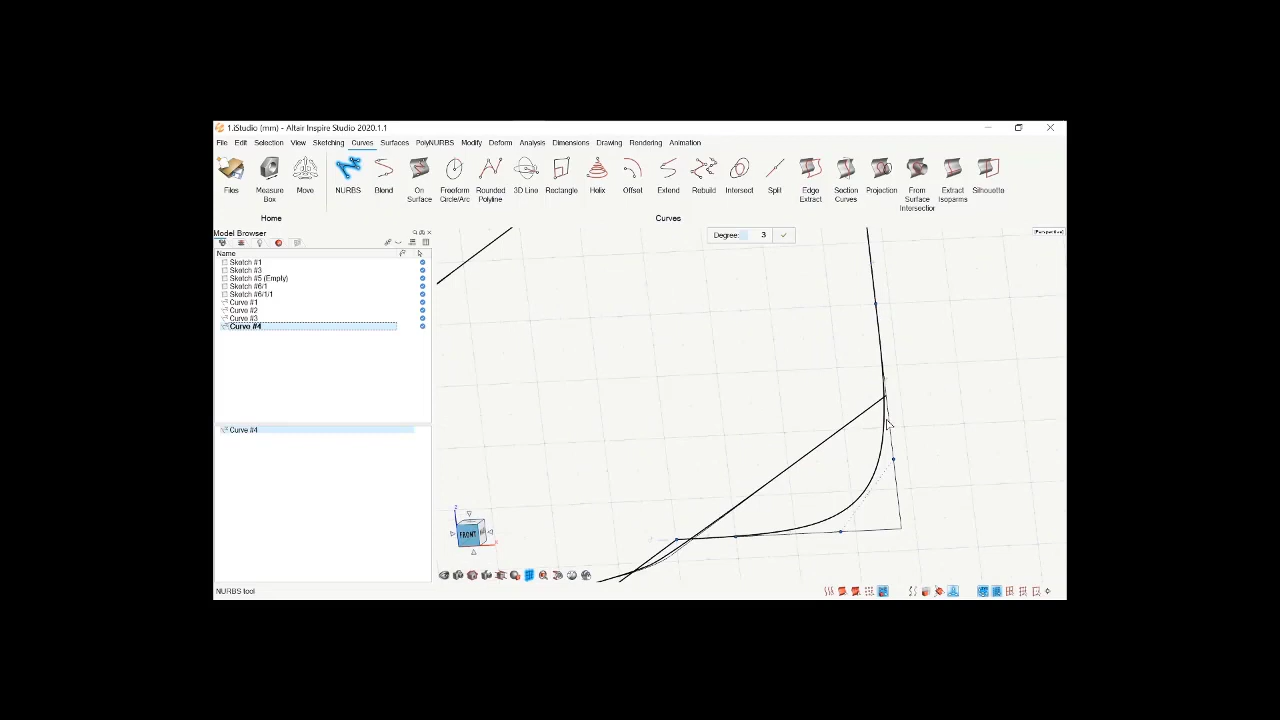 1.iStudio (mm) - Altair Inspire Studio 2020.1.1
File Edit Selection View Sketching Curves Surfaces PolyNURBS Modify Deform Analysis Dimensions Drawing Rendering Animation
Files Measure Box Move NURBS Blend On Surface Freeform Circle/Arc Rounded Polyline 3D Line Rectangle Helix Offset Extend Rebuild Intersect Split Edge Extract Section Curves Projection From Surface Intersection Extract Isoparms Silhouette
Home Curves
Model Browser
Degree: 3
[Perspective]
Name
Sketch #1
Sketch #3
Sketch #5 (Empty)
Sketch #6/1
Sketch #6/1/1
Curve #1
Curve #2
Curve #3
Curve #4
Curve #4
FRONT
NURBS tool